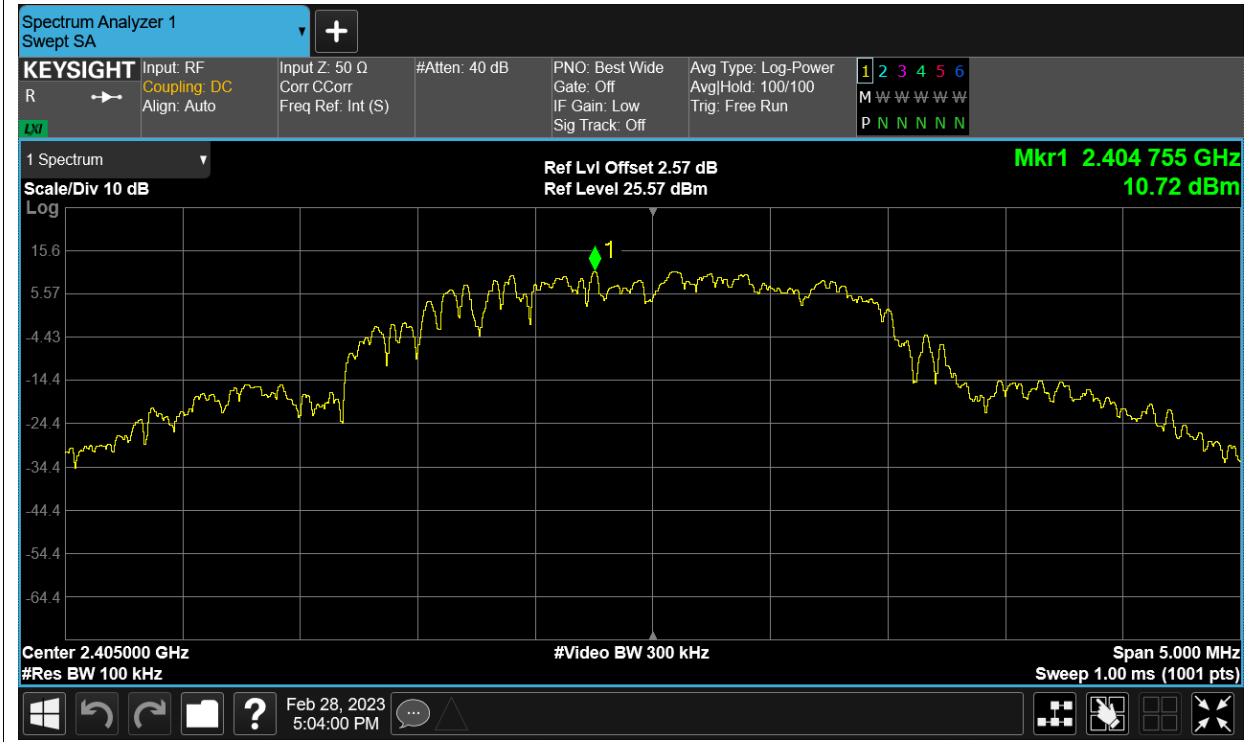 Spectrum Analyzer 1
Swept SA
+
KEYSIGHT
R
LXI
Input: RF
Coupling: DC
Align: Auto
Input Z: 50 Ω
Corr CCorr
Freq Ref: Int (S)
#Atten: 40 dB
PNO: Best Wide
Gate: Off
IF Gain: Low
Sig Track: Off
Avg Type: Log-Power
Avg|Hold: 100/100
Trig: Free Run
1 2 3 4 5 6
M W W W W W
P N N N N N
1 Spectrum
Scale/Div 10 dB
Log
Ref Lvl Offset 2.57 dB
Ref Level 25.57 dBm
Mkr1 2.404 755 GHz
10.72 dBm
1
15.6
5.57
-4.43
-14.4
-24.4
-34.4
-44.4
-54.4
-64.4
Center 2.405000 GHz
#Res BW 100 kHz
#Video BW 300 kHz
Span 5.000 MHz
Sweep 1.00 ms (1001 pts)
?
Feb 28, 2023
5:04:00 PM